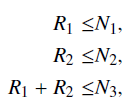 R₁ ≤N₁,
R₂ ≤N₂,
R₁ + R₂ ≤N₃,